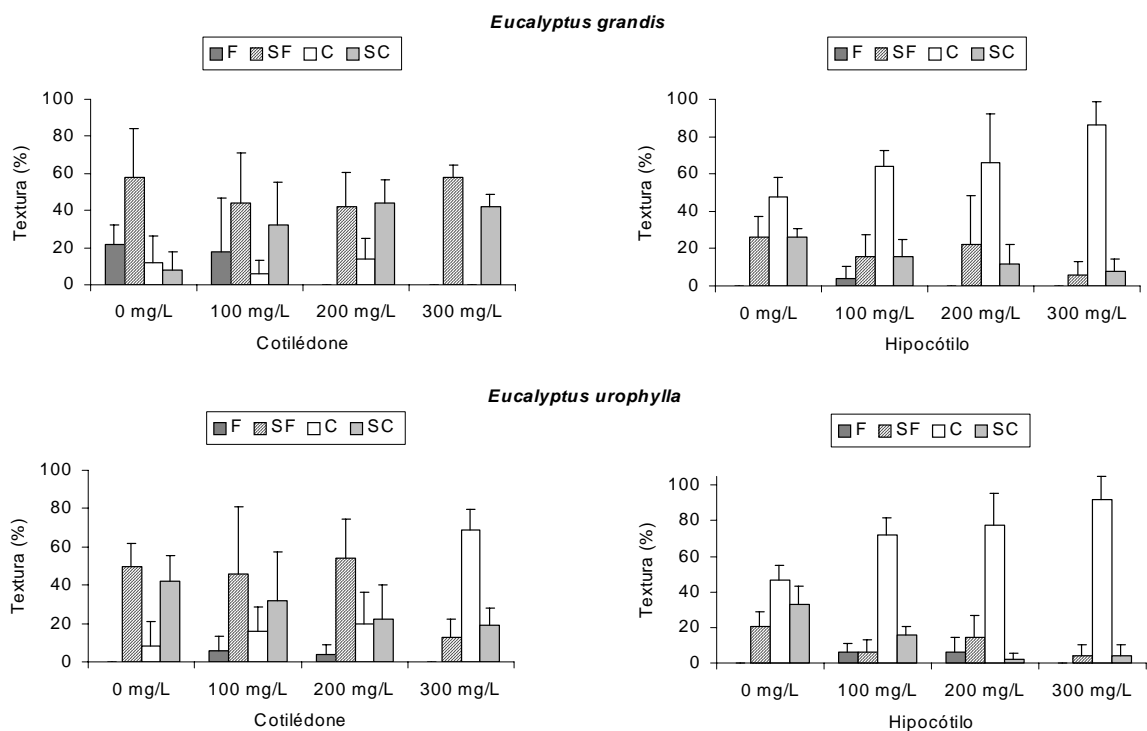 Eucalyptus grandis
F SF C SC
Textura (%)
100
80
60
40
20
0
0 mg/L 100 mg/L 200 mg/L 300 mg/L
Cotilédone
F SF C SC
Textura (%)
100
80
60
40
20
0
0 mg/L 100 mg/L 200 mg/L 300 mg/L
Hipocótilo
Eucalyptus urophylla
F SF C SC
Textura (%)
100
80
60
40
20
0
0 mg/L 100 mg/L 200 mg/L 300 mg/L
Cotilédone
F SF C SC
Textura (%)
100
80
60
40
20
0
0 mg/L 100 mg/L 200 mg/L 300 mg/L
Hipocótilo